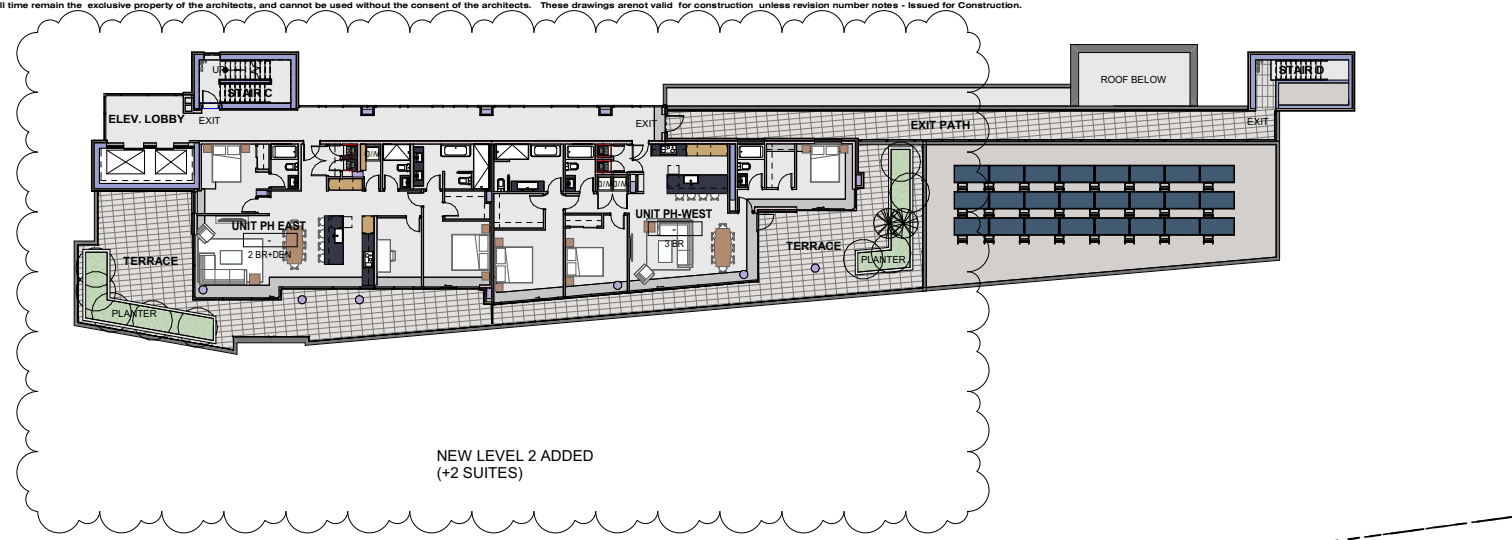 ll time remain the exclusive property of the architects, and cannot be used without the consent of the architects. These drawings arenot valid for construction unless revision number notes - Issued for Construction.
UP
STAIR C
ELEV. LOBBY
EXIT
EXIT
EXIT PATH
ROOF BELOW
STAIR D
EXIT
W/D
W/D
W/D
UNIT PH EAST
-
2 BR+DEN
UNIT PH-WEST
-
3 BR
TERRACE
TERRACE
PLANTER
PLANTER
NEW LEVEL 2 ADDED
(+2 SUITES)